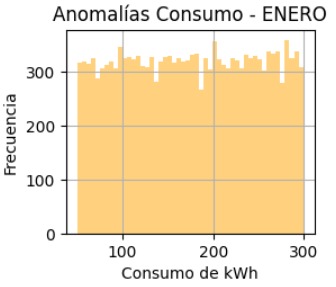 Anomalías Consumo - ENERO
300
200
100
0
Frecuencia
100 200 300
Consumo de kWh